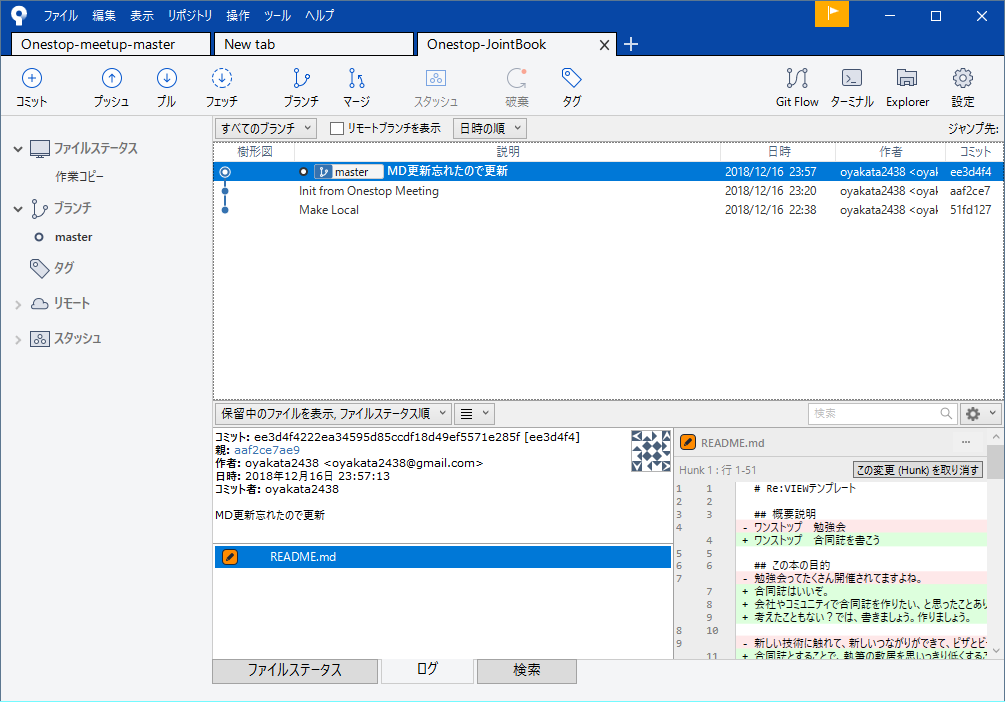 ファイル 編集 表示 リポジトリ 操作 ツール ヘルプ
Onestop-meetup-master New tab Onestop-JointBook
コミット プッシュ プル フェッチ ブランチ マージ スタッシュ 破棄 タグ Git Flow ターミナル Explorer 設定
ファイルステータス
作業コピー
ブランチ
master
タグ
リモート
スタッシュ
すべてのブランチ リモートブランチを表示 日時の順 ジャンプ先:
樹形図 説明 日時 作者 コミット
master MD更新忘れたので更新 2018/12/16 23:57 oyakata2438 <oyak ee3d4f4
Init from Onestop Meeting 2018/12/16 23:20 oyakata2438 <oyak aaf2ce7
Make Local 2018/12/16 22:38 oyakata2438 <oyak 51fd127
保留中のファイルを表示, ファイルステータス順 検索
コミット: ee3d4f4222ea34595d85ccdf18d49ef5571e285f [ee3d4f4]
親: aaf2ce7ae9
作者: oyakata2438 <oyakata2438@gmail.com>
日時: 2018年12月16日 23:57:13
コミット者: oyakata2438
MD更新忘れたので更新
README.md
README.md
Hunk 1 : 行 1-51 この変更 (Hunk) を取り消す
1 1 # Re:VIEWテンプレート
2 2
3 3 ## 概要説明
4 - ワンストップ 勉強会
4 + ワンストップ 合同誌を書こう
5 5
6 6 ## この本の目的
7 - 勉強会ってたくさん開催されてますよね。
7 + 合同誌はいいぞ。
8 + 会社やコミュニティで合同誌を作りたい、と思ったことあり
9 + 考えたこともない？では、書きましょう。作りましょう。
8 10
9 - 新しい技術に触れて、新しいつながりができて、ピザとビ
11 + 合同誌とすることで、執筆の敷居を思いっきり低くするこ
ファイルステータス ログ 検索